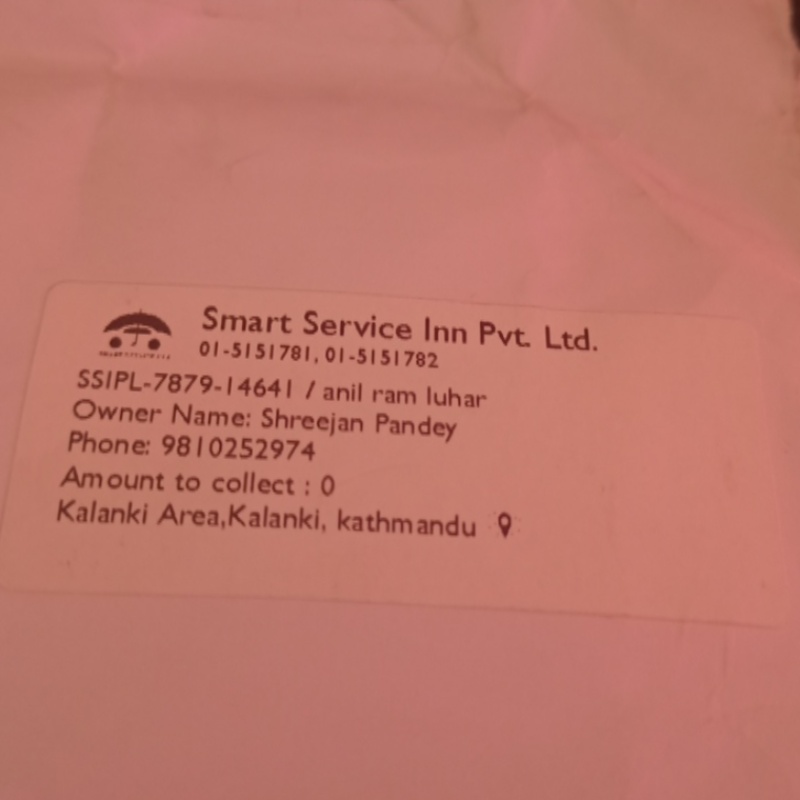 Smart Service Inn Pvt. Ltd.
01-5151781, 01-5151782
SSIPL-7879-14641 / anil ram luhar
Owner Name: Shreejan Pandey
Phone: 9810252974
Amount to collect : 0
Kalanki Area,Kalanki, kathmandu